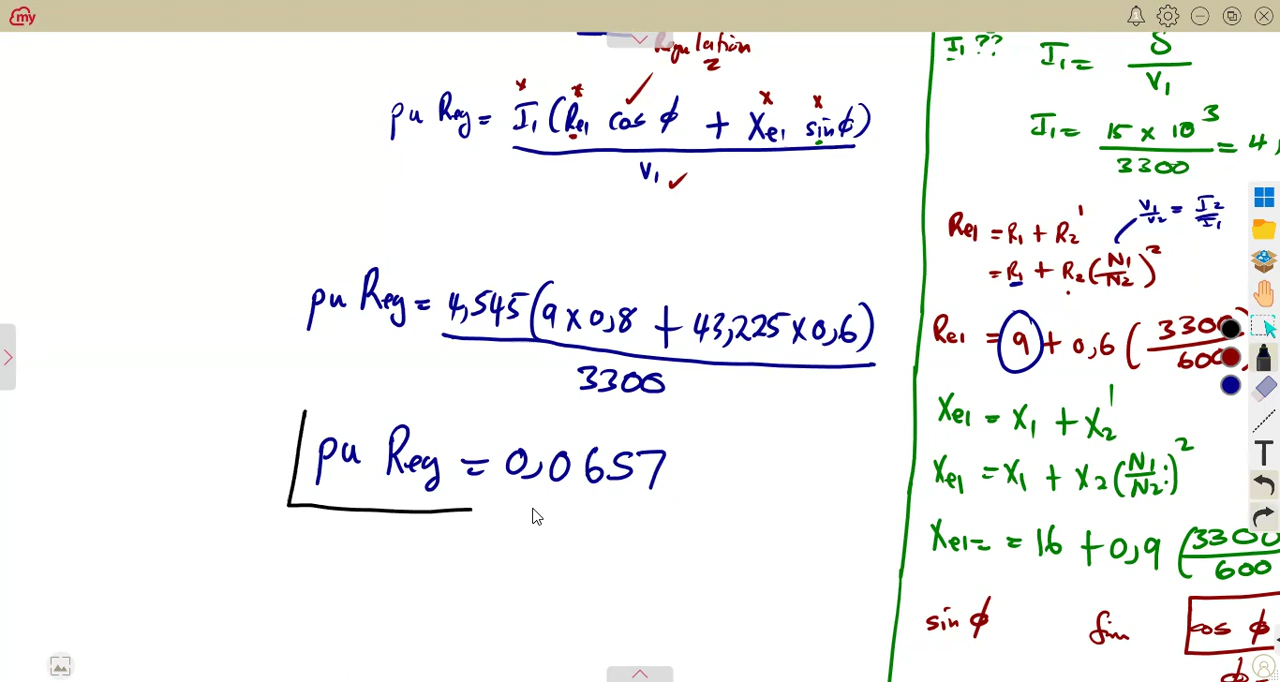 my
Regulation
pu Reg = I₁ (Re1 cos ϕ + Xe1 sinϕ)
V₁ ✓
pu Reg = 4,545 (9 x 0,8 + 43,225 x 0,6)
3300
pu Reg = 0,0657
I₁ ??
I₁ = S
V₁
I₁ = 15 x 10³
3300
= 4,
V₁/V₂ = I₂/I₁
Re1 = R₁ + R₂'
= R₁ + R₂ (N₁/N₂)²
Re1 = 9 + 0,6 (3300
600
Xe1 = X₁ + X₂'
Xe1 = X₁ + X₂ (N₁/N₂)²
Xe1= = 16 + 0,9 (3300
600
sin ϕ
cos ϕ
T